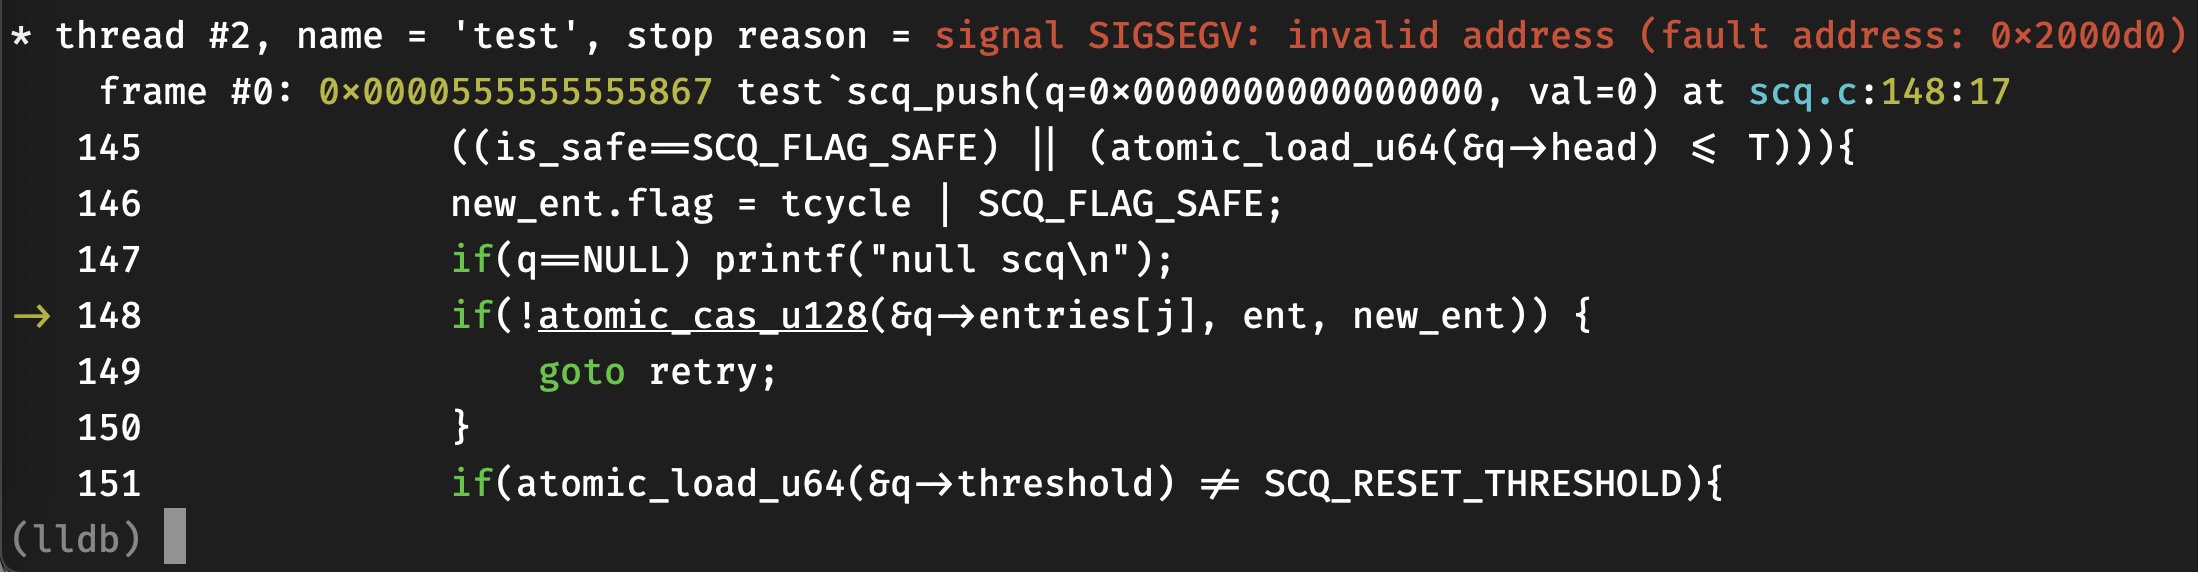 * thread #2, name = 'test', stop reason = signal SIGSEGV: invalid address (fault address: 0x2000d0)
    frame #0: 0x0000555555555867 test`scq_push(q=0x0000000000000000, val=0) at scq.c:148:17
   145              ((is_safe==SCQ_FLAG_SAFE) || (atomic_load_u64(&q->head) <= T))){
   146              new_ent.flag = tcycle | SCQ_FLAG_SAFE;
   147              if(q==NULL) printf("null scq\n");
-> 148              if(!atomic_cas_u128(&q->entries[j], ent, new_ent)) {
   149                  goto retry;
   150              }
   151              if(atomic_load_u64(&q->threshold) != SCQ_RESET_THRESHOLD){
(lldb)